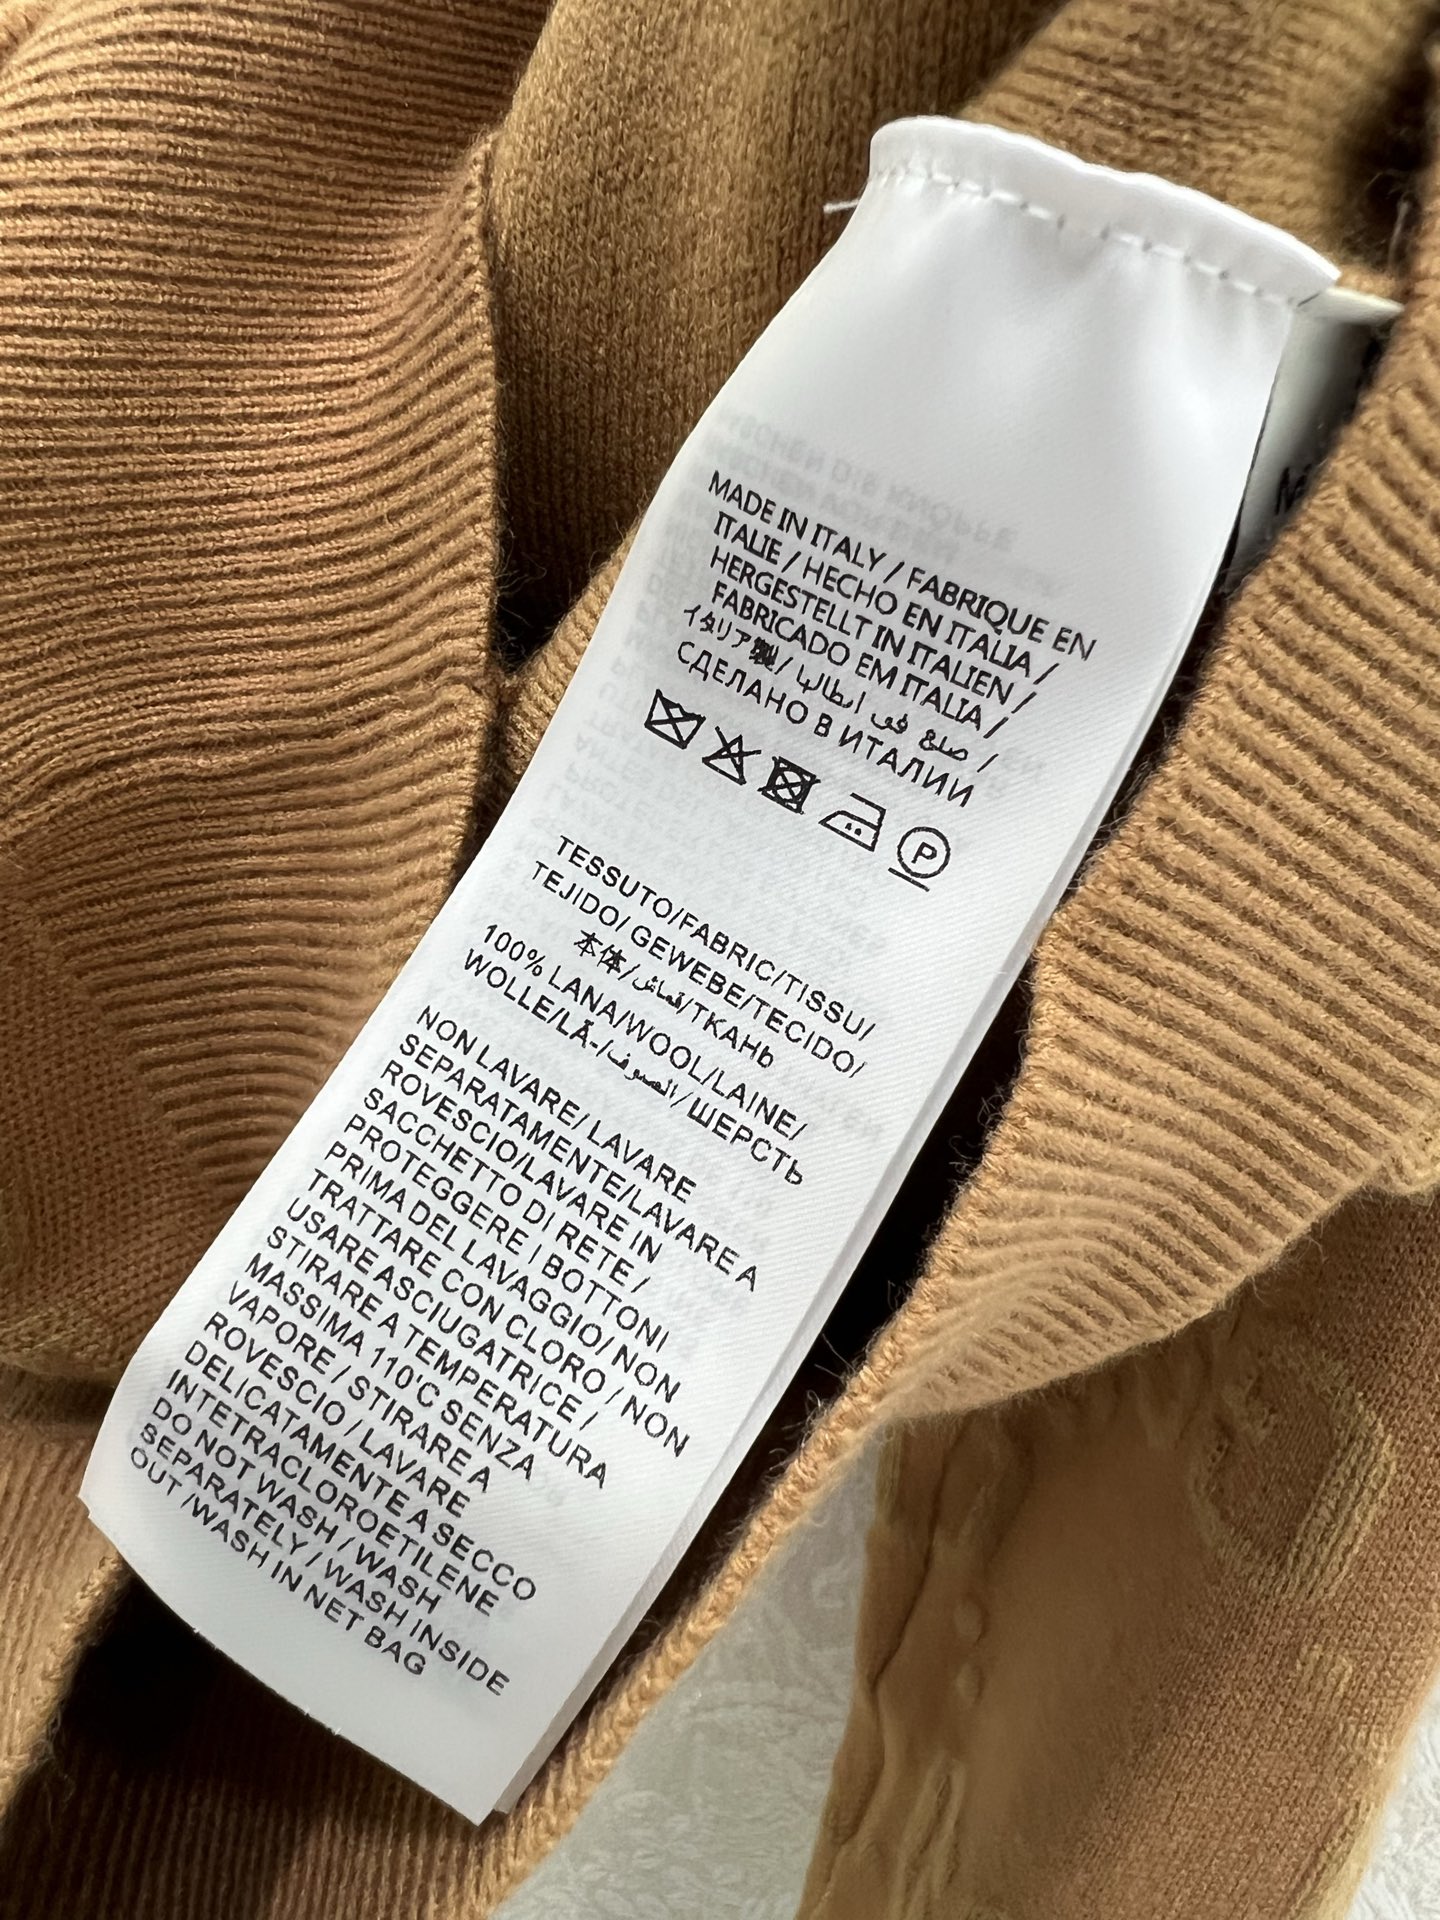 MADE IN ITALY / FABRIQUE EN
ITALIE / HECHO EN ITALIA /
HERGESTELLT IN ITALIEN /
FABRICADO EM ITALIA /
イタリア製/ صلع في ايطاليا /
СДЕЛАНО В ИТАЛИИ
P
TESSUTO/FABRIC/TISSU/
TEJIDO/ GEWEBE/TECIDO/
本体/قماش/ТКАНЬ
100% LANA/WOOL/LAINE/
WOLLE/LÃ-/الصوف/ШЕРСТЬ
NON LAVARE/ LAVARE
SEPARATAMENTE/LAVARE A
ROVESCIO/LAVARE IN
SACCHETTO DI RETE /
PROTEGGERE I BOTTONI
PRIMA DEL LAVAGGIO/ NON
TRATTARE CON CLORO / NON
USARE ASCIUGATRICE /
STIRARE A TEMPERATURA
MASSIMA 110'C SENZA
VAPORE / STIRARE A
ROVESCIO / LAVARE
DELICATAMENTE A SECCO
INTETRACLOROETILENE
DO NOT WASH / WASH
SEPARATELY / WASH INSIDE
OUT /WASH IN NET BAG